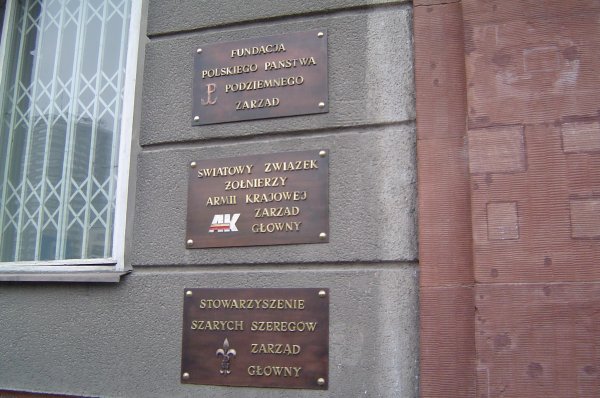 FUNDACJA
POLSKIEGO PAŃSTWA
PODZIEMNEGO
ZARZĄD
ŚWIATOWY ZWIĄZEK
ŻOŁNIERZY
ARMII KRAJOWEJ
AK ZARZĄD
GŁÓWNY
STOWARZYSZENIE
SZARYCH SZEREGÓW
ZARZĄD
GŁÓWNY